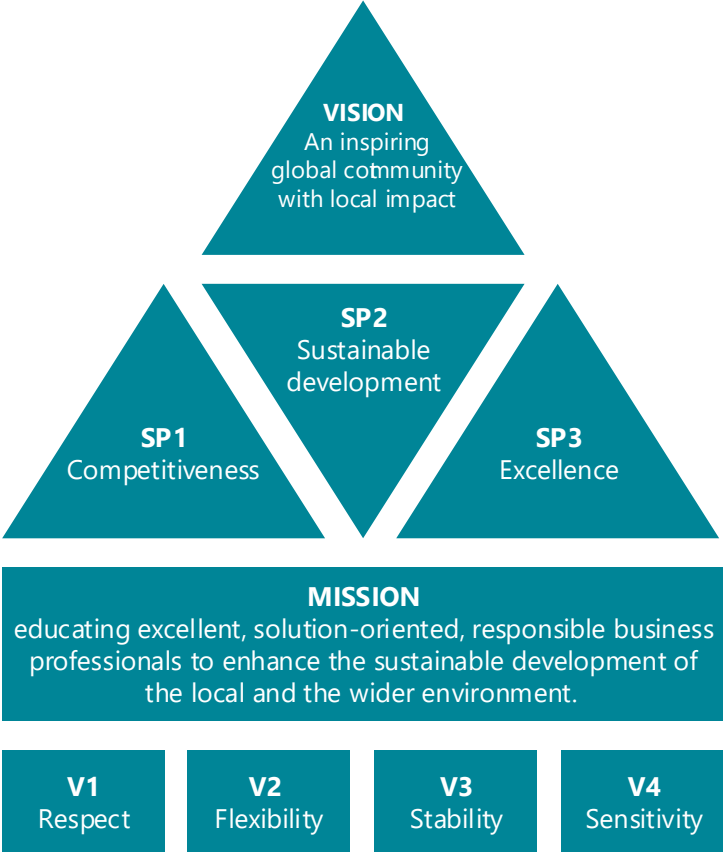 VISION
An inspiring
global community
with local impact
SP2
Sustainable
development
SP1
Competitiveness
SP3
Excellence
MISSION
educating excellent, solution-oriented, responsible business
professionals to enhance the sustainable development of
the local and the wider environment.
V1
Respect
V2
Flexibility
V3
Stability
V4
Sensitivity